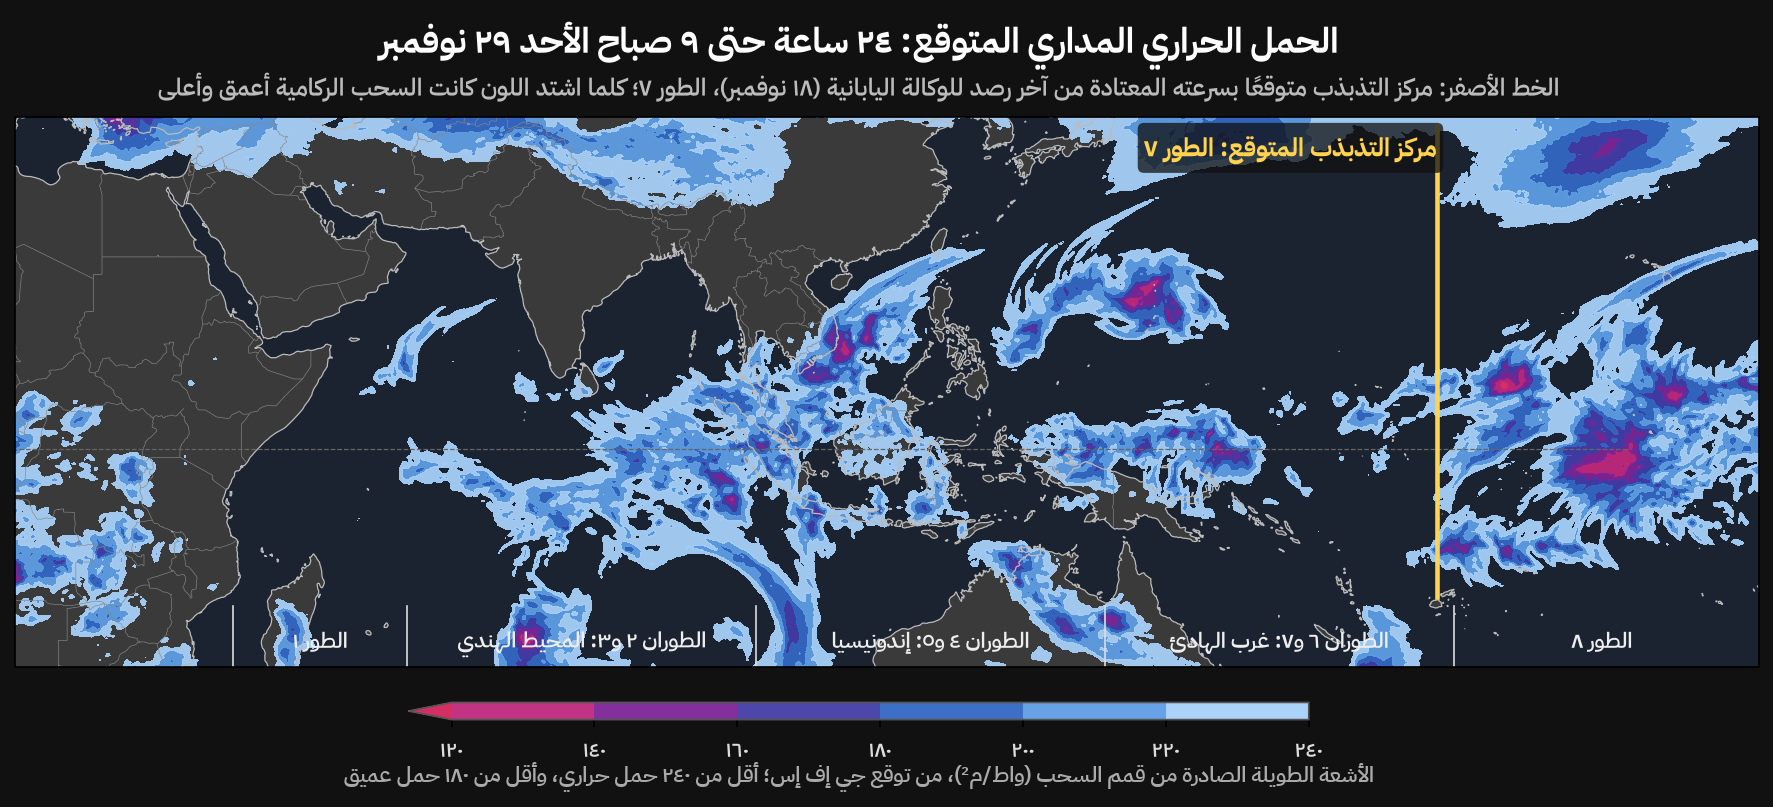 الحمل الحراري المداري المتوقع: ٢٤ ساعة حتى ٩ صباح الأحد ٢٩ نوفمبر
الخط الأصفر: مركز التذبذب متوقعًا بسرعته المعتادة من آخر رصد للوكالة اليابانية (١٨ نوفمبر)، الطور ٧؛ كلما اشتد اللون كانت السحب الركامية أعمق وأعلى
مركز التذبذب المتوقع: الطور ٧
الطور ٨
الطوران ٦ و٧: غرب الهادئ
الطوران ٤ و٥: إندونيسيا
الطوران ٢ و٣: المحيط الهندي
الطور ١
١٢٠ ١٤٠ ١٦٠ ١٨٠ ٢٠٠ ٢٢٠ ٢٤٠
الأشعة الطويلة الصادرة من قمم السحب (واط/م²)، من توقع جي إف إس؛ أقل من ٢٤٠ حمل حراري، وأقل من ١٨٠ حمل عميق